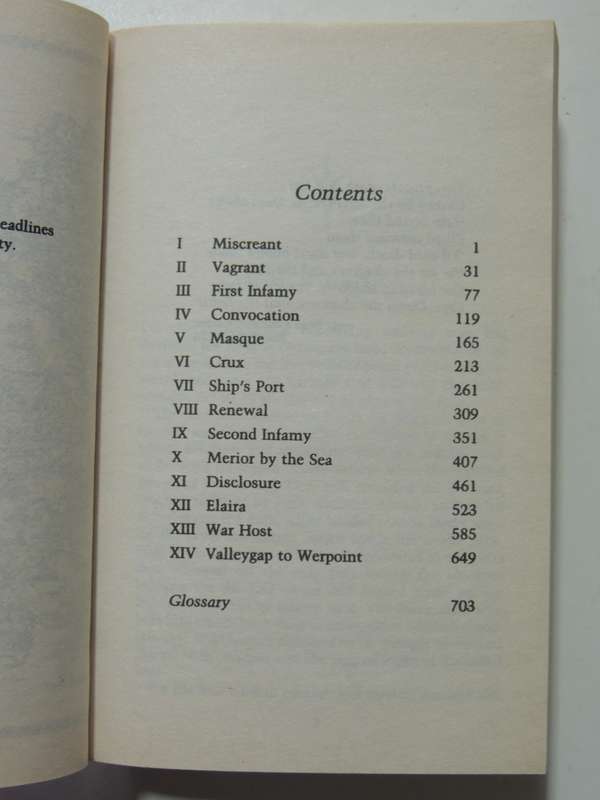 eadlines
ty.
Contents
I Miscreant 1
II Vagrant 31
III First Infamy 77
IV Convocation 119
V Masque 165
VI Crux 213
VII Ship's Port 261
VIII Renewal 309
IX Second Infamy 351
X Merior by the Sea 407
XI Disclosure 461
XII Elaira 523
XIII War Host 585
XIV Valleygap to Werpoint 649
Glossary 703